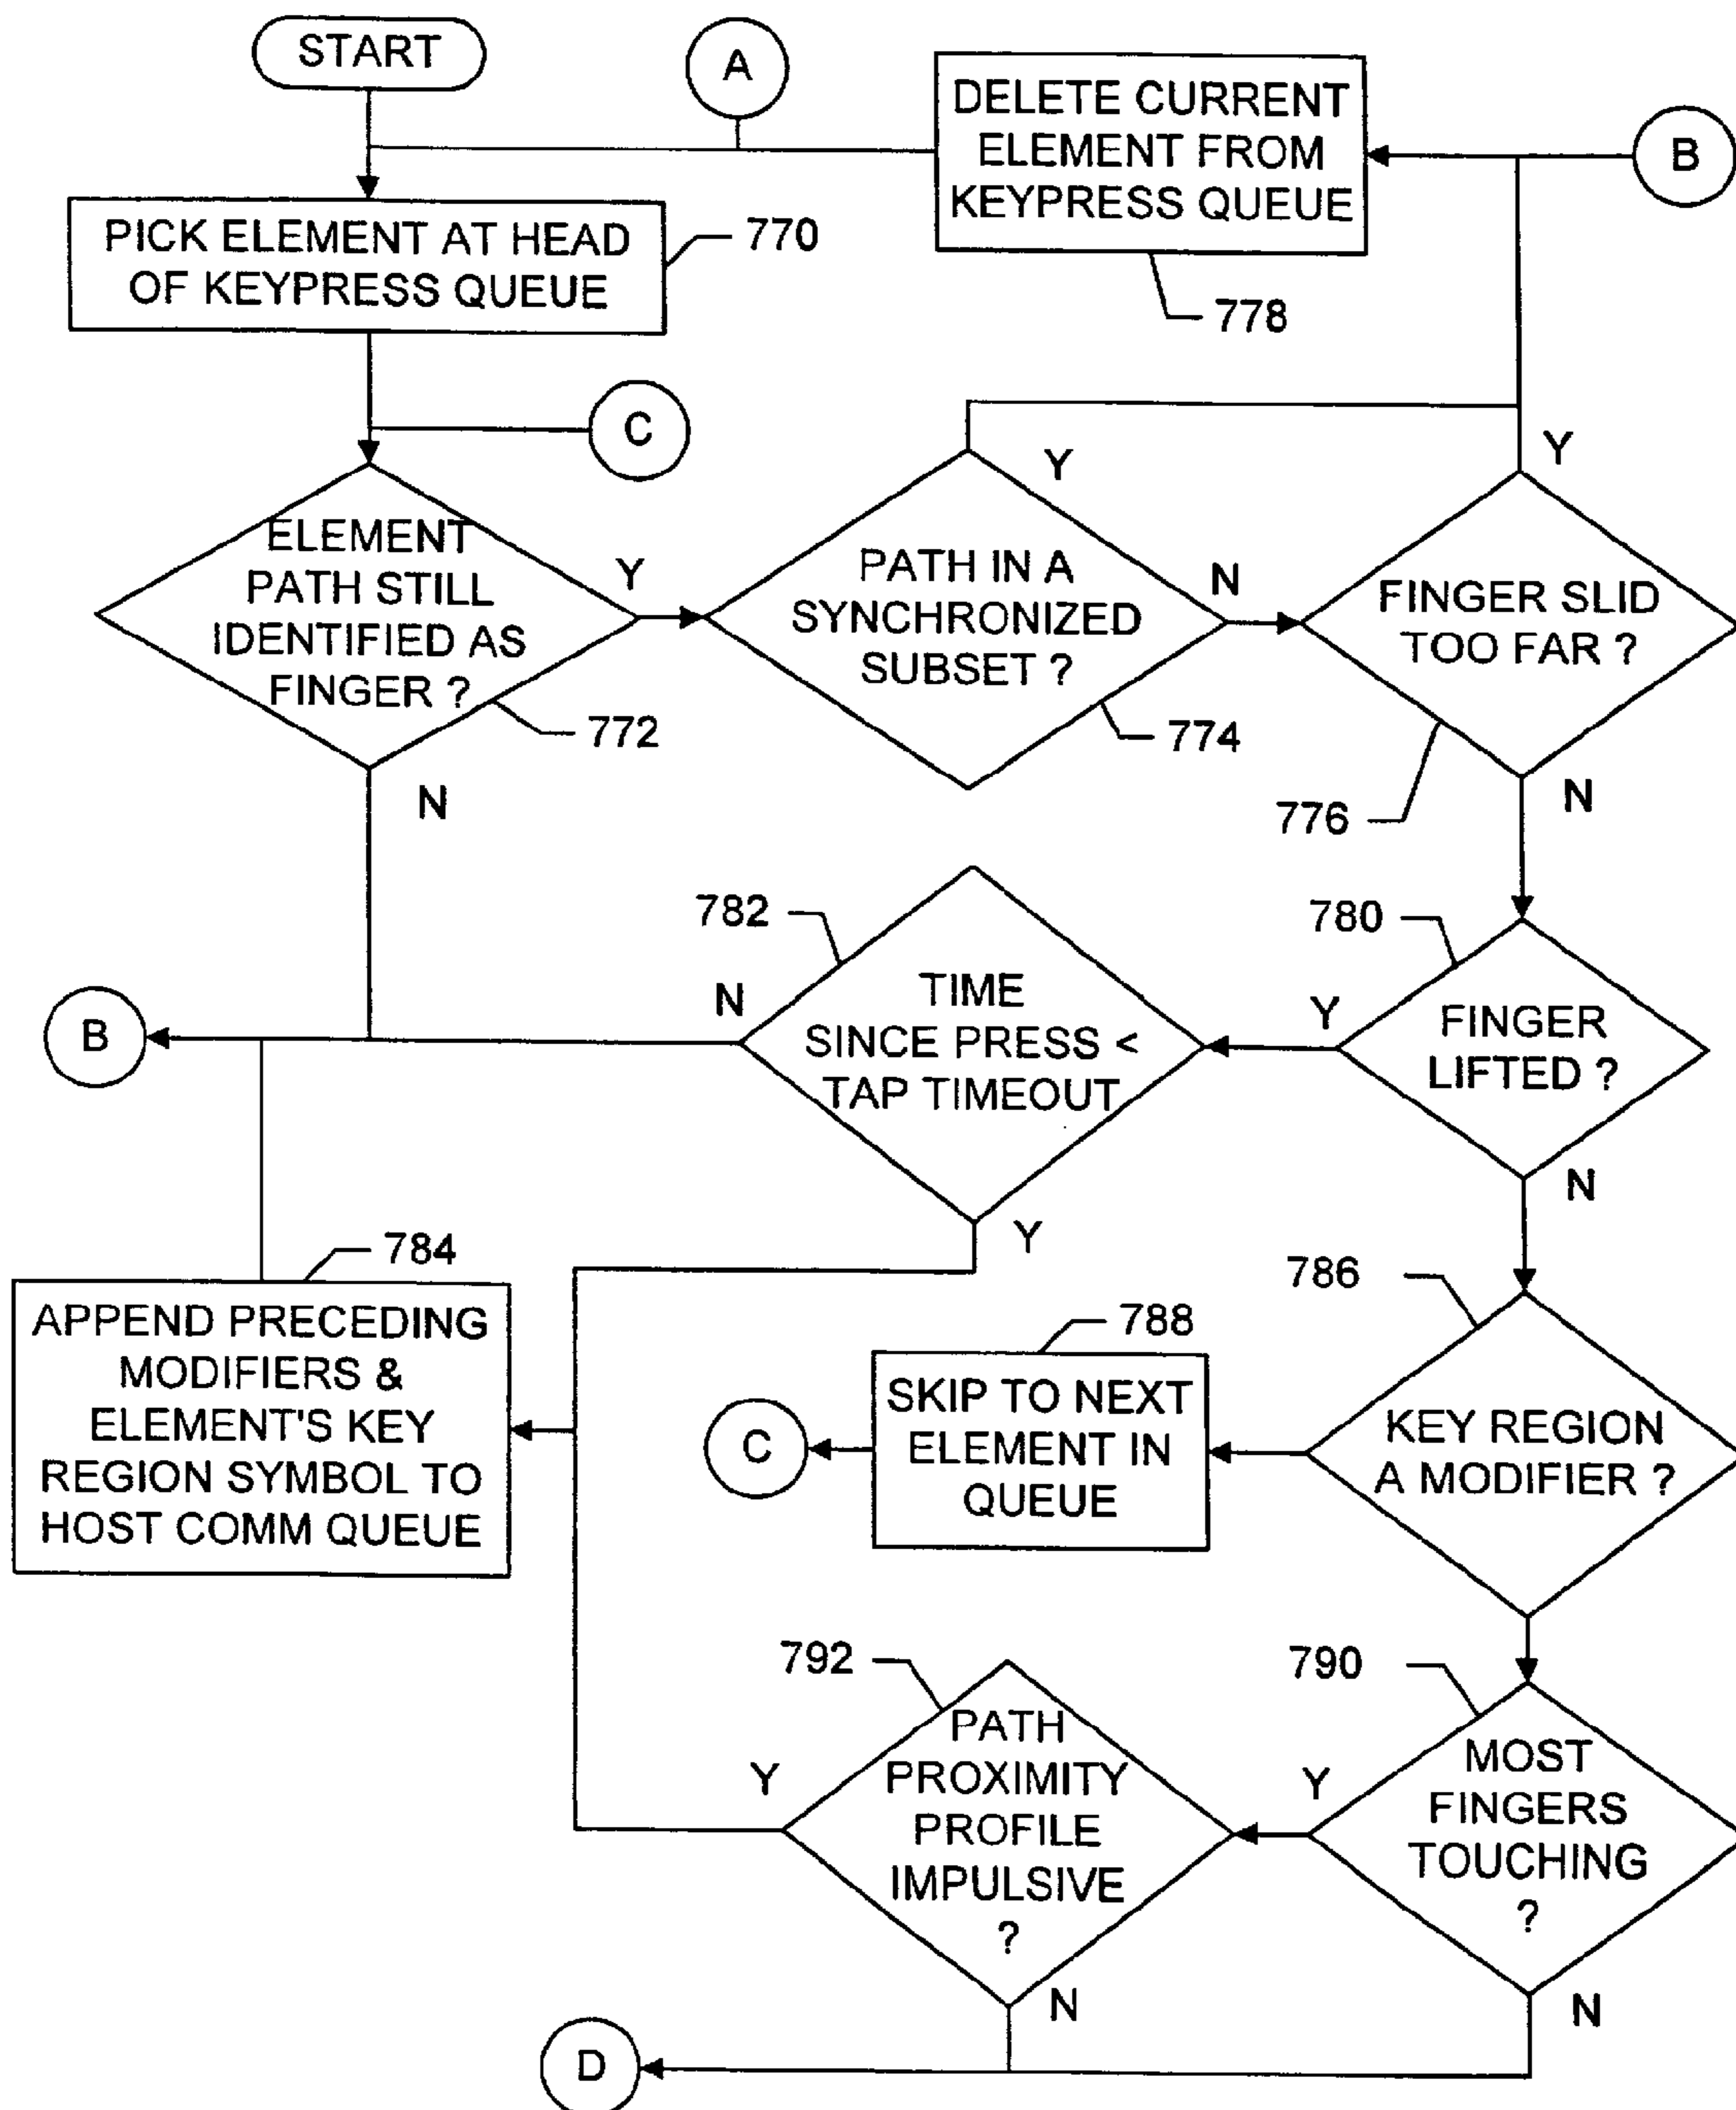 START
A
DELETE CURRENT
ELEMENT FROM
KEYPRESS QUEUE
B
PICK ELEMENT AT HEAD
OF KEYPRESS QUEUE
770
778
C
ELEMENT
PATH STILL
IDENTIFIED AS
FINGER ?
Y
772
N
Y
PATH IN A
SYNCHRONIZED
SUBSET ?
N
774
Y
FINGER SLID
TOO FAR ?
776
N
782
TIME
SINCE PRESS <
TAP TIMEOUT
N
Y
780
FINGER
LIFTED ?
Y
N
B
784
APPEND PRECEDING
MODIFIERS &
ELEMENT'S KEY
REGION SYMBOL TO
HOST COMM QUEUE
788
SKIP TO NEXT
ELEMENT IN
QUEUE
C
786
KEY REGION
A MODIFIER ?
792
PATH
PROXIMITY
PROFILE
IMPULSIVE
?
Y
N
790
MOST
FINGERS
TOUCHING
?
Y
N
D